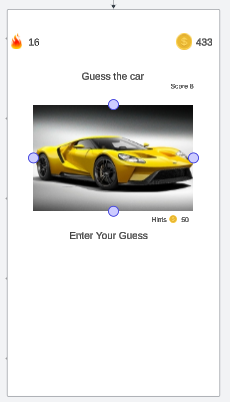 16
433
Guess the car
Score 8
Hints 50
Enter Your Guess